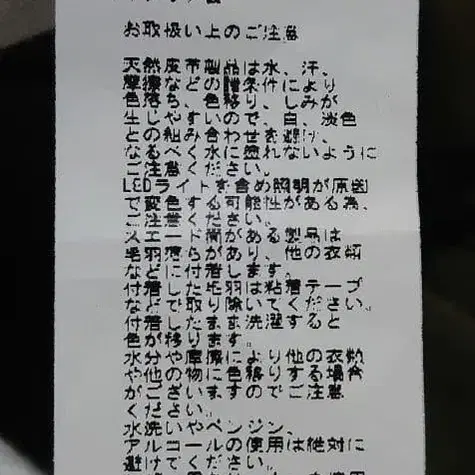 お取扱い上のご注意
天然皮革製品は水、汗、
摩擦などの諸条件により
色落ち、色移り、しみが
生じやすいので、白、淡色
との組み合わせを避け、
なるべく水に濡れないように
ご注意ください。
LEDライトを含め照明が原因
で変色する可能性がある為、
ご注意ください。
スエード面がある製品は
毛羽落ちがあり、他の衣類
などに付着します。
付着した毛羽は粘着テープ
などで取り除いてください。
付着したまま洗濯すると
色が移ります。
水分や摩擦により他の衣類
や他の物に色移りする場合
がございますのでご注意
ください。
水洗いやベンジン、
アルコールの使用は絶対に
避けてください。